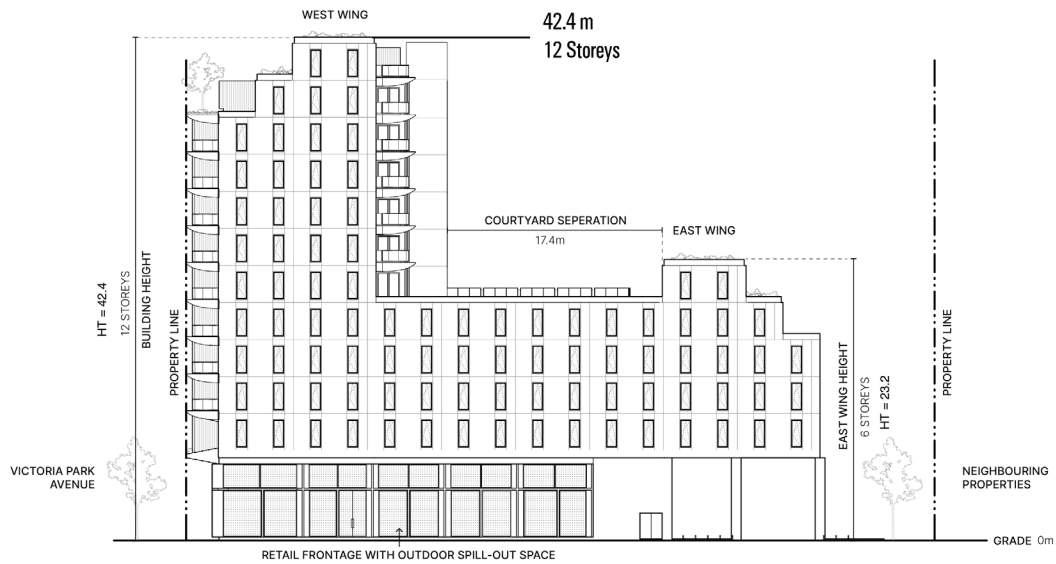 WEST WING
42.4 m
12 Storeys
COURTYARD SEPERATION
17.4m
EAST WING
HT = 42.4
12 STOREYS
BUILDING HEIGHT
PROPERTY LINE
PROPERTY LINE
EAST WING HEIGHT
6 STOREYS
HT = 23.2
VICTORIA PARK
AVENUE
NEIGHBOURING
PROPERTIES
GRADE 0m
RETAIL FRONTAGE WITH OUTDOOR SPILL-OUT SPACE